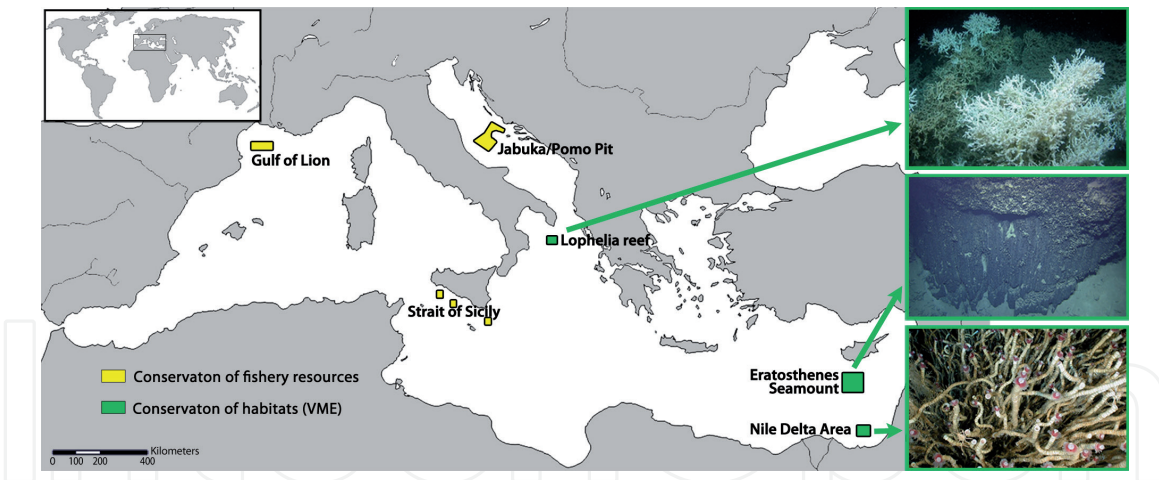 Gulf of Lion
Jabuka/Pomo Pit
Lophelia reef
Strait of Sicily
Conservaton of fishery resources
Conservaton of habitats (VME)
Eratosthenes
Seamount
Nile Delta Area
Kilometers
0 100 200 400